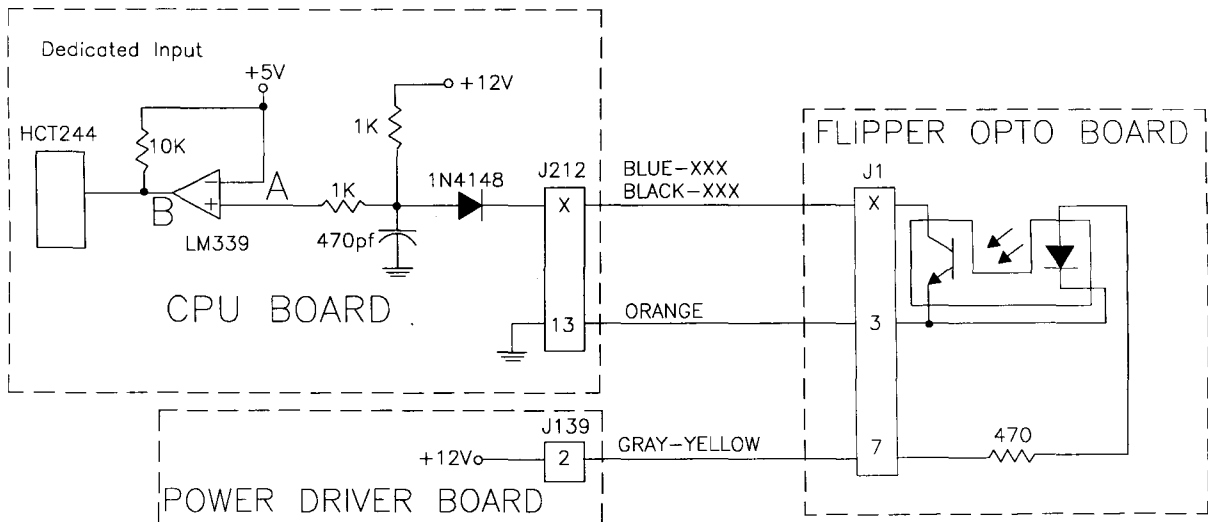 Dedicated Input
+5V
+12V
HCT244
10K
1K
FLIPPER OPTO BOARD
J212
BLUE-XXX
J1
A
1K
1N4148
BLACK-XXX
B
-
+
X
X
LM339
470pf
CPU BOARD
13
ORANGE
3
J139
+12V
2
GRAY-YELLOW
7
470
POWER DRIVER BOARD